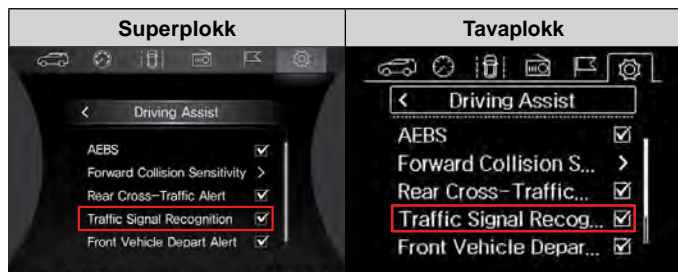 Superplokk
Tavaplokk
< Driving Assist
AEBS
Forward Collision Sensitivity >
Rear Cross-Traffic Alert
Traffic Signal Recognition
Front Vehicle Depart Alert
< Driving Assist
AEBS
Forward Collision S... >
Rear Cross-Traffic...
Traffic Signal Recog...
Front Vehicle Depar...